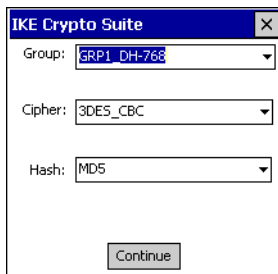 IKE Crypto Suite
Group: GRP1_DH-768
Cipher: 3DES_CBC
Hash: MD5
Continue